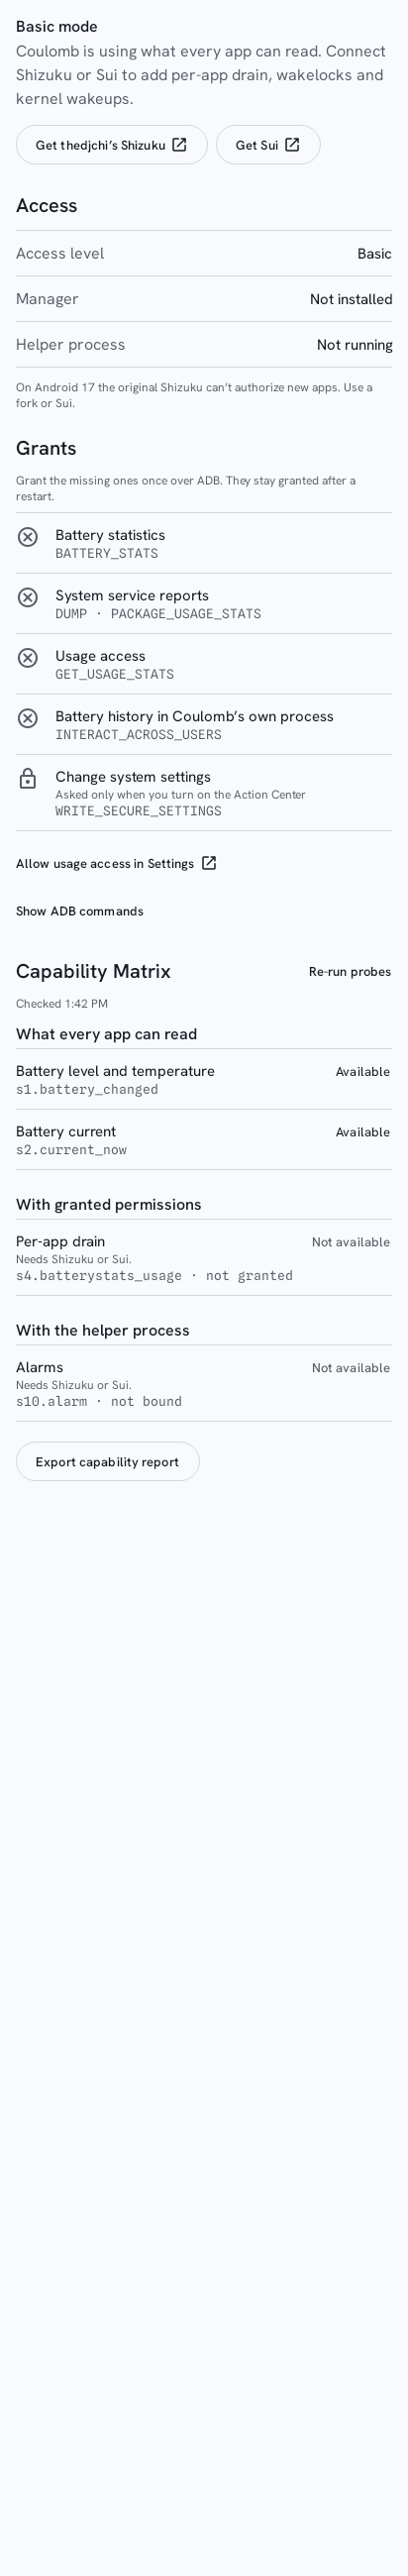 Basic mode
Coulomb is using what every app can read. Connect
Shizuku or Sui to add per-app drain, wakelocks and
kernel wakeups.
Get thedjchi’s Shizuku
Get Sui
Access
Access level
Basic
Manager
Not installed
Helper process
Not running
On Android 17 the original Shizuku can’t authorize new apps. Use a
fork or Sui.
Grants
Grant the missing ones once over ADB. They stay granted after a
restart.
Battery statistics
BATTERY_STATS
System service reports
DUMP · PACKAGE_USAGE_STATS
Usage access
GET_USAGE_STATS
Battery history in Coulomb’s own process
INTERACT_ACROSS_USERS
Change system settings
Asked only when you turn on the Action Center
WRITE_SECURE_SETTINGS
Allow usage access in Settings
Show ADB commands
Capability Matrix
Re-run probes
Checked 1:42 PM
What every app can read
Battery level and temperature
Available
s1.battery_changed
Battery current
Available
s2.current_now
With granted permissions
Per-app drain
Not available
Needs Shizuku or Sui.
s4.batterystats_usage · not granted
With the helper process
Alarms
Not available
Needs Shizuku or Sui.
s10.alarm · not bound
Export capability report